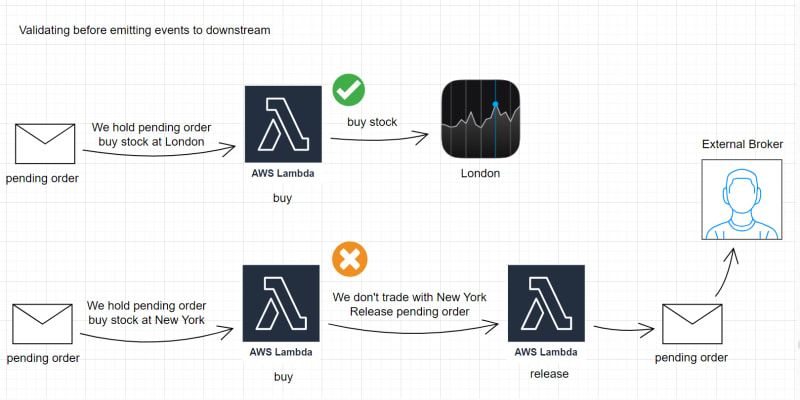 Validating before emitting events to downstream
We hold pending order
buy stock at London
pending order
AWS Lambda
buy
buy stock
London
External Broker
We hold pending order
buy stock at New York
pending order
AWS Lambda
buy
We don't trade with New York
Release pending order
AWS Lambda
release
pending order